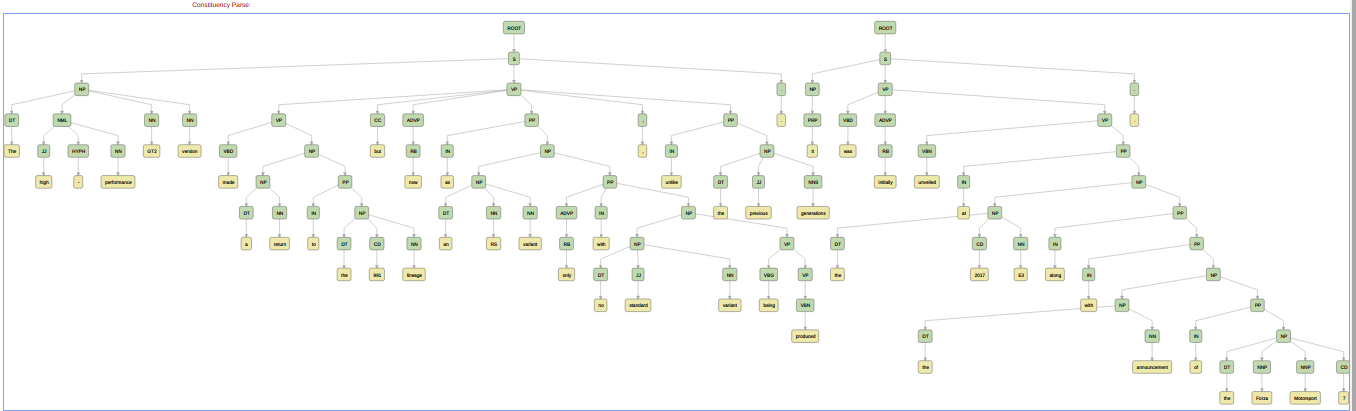 Constituency Parse:
ROOT ROOT
S S
NP VP . NP VP .
DT NML NN NN VP CC ADVP PP , PP . PRP VBD ADVP VP .
The JJ HYPH NN GT2 version VBD NP but RB IN NP , IN NP it was RB VBN PP
high - performance made NP PP now as NP PP unlike DT JJ NNS initially unveiled IN NP
DT NN IN NP DT NN NN ADVP IN NP the previous generations at NP PP
a return to DT CD NN an RS variant RB with NP VP DT CD NN IN PP
the 991 lineage only DT JJ NN VBG VP the 2017 E3 along IN NP
no standard variant being VBN with NP PP
produced DT NN IN NP
the announcement of DT NNP NNP CD
the Forza Motorsport 7